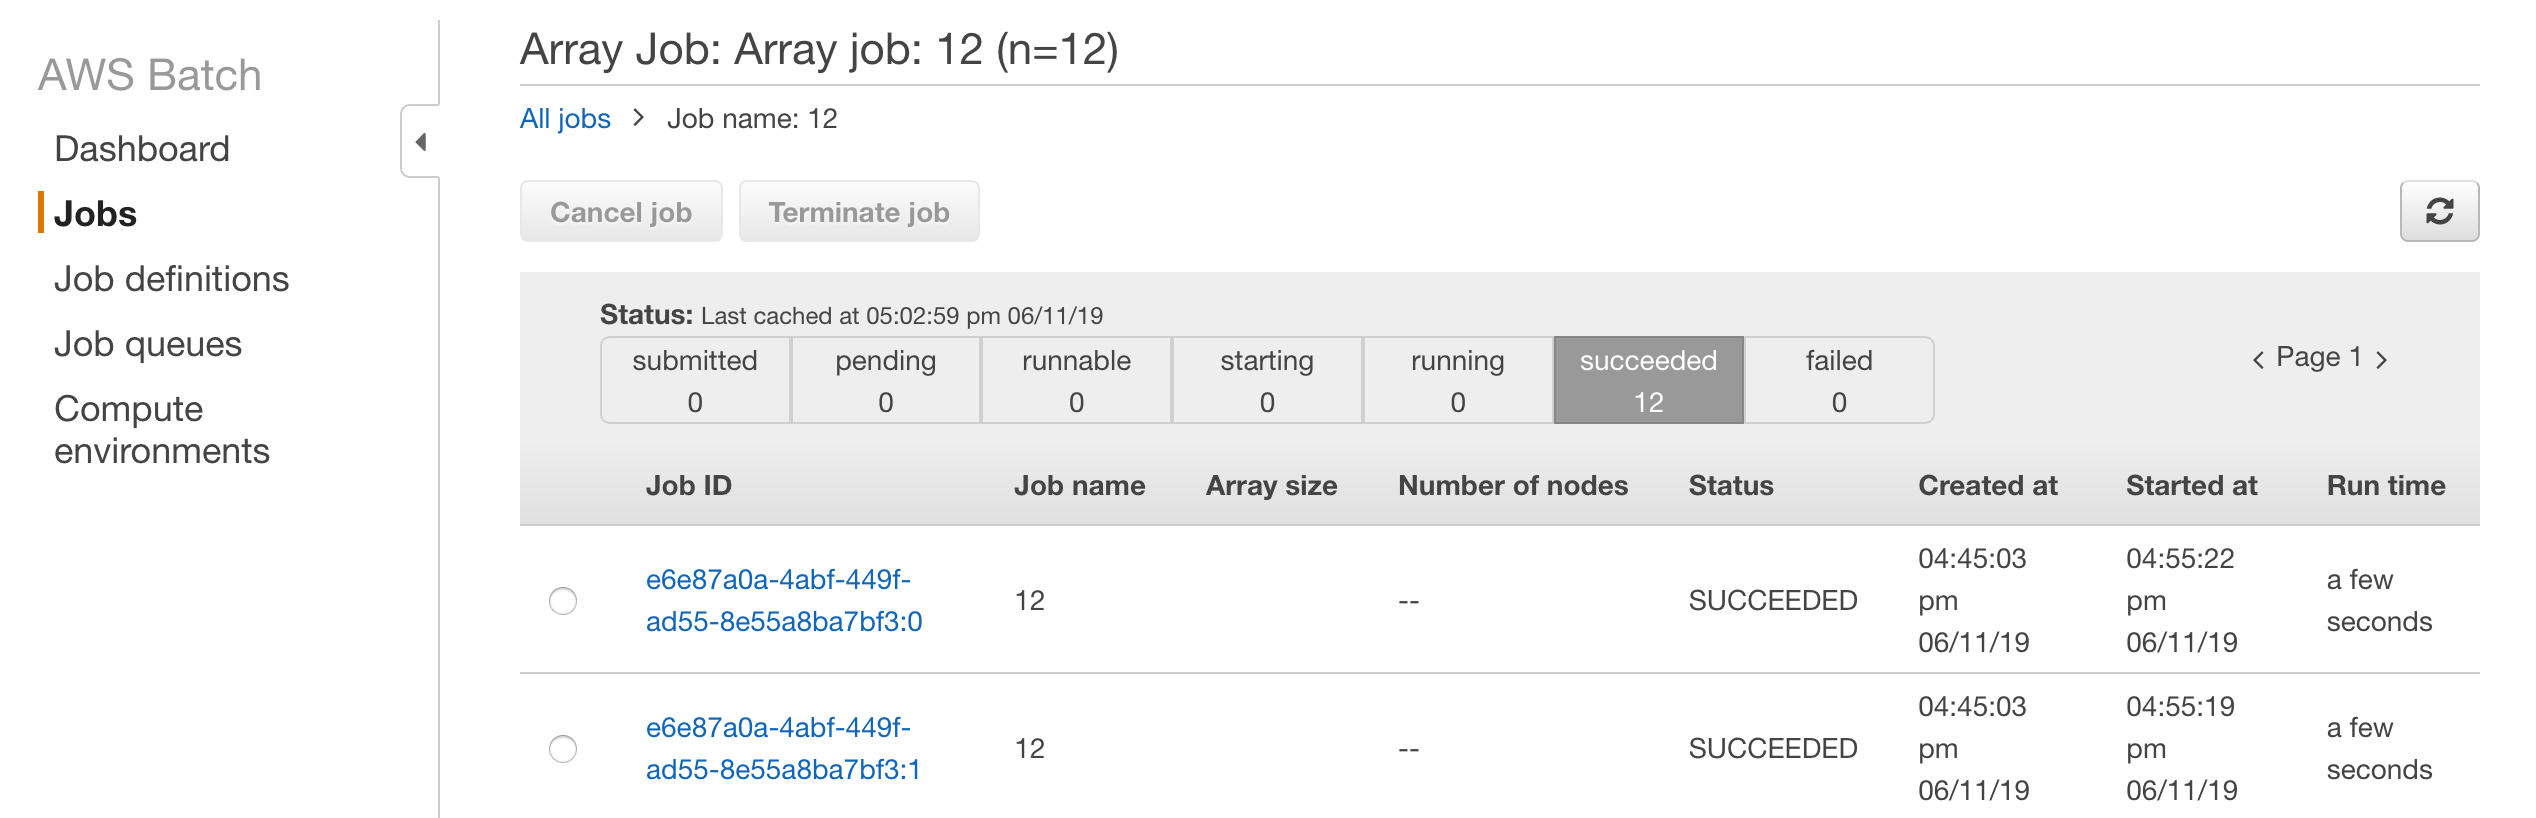 AWS Batch
Dashboard
Jobs
Job definitions
Job queues
Compute
environments
Array Job: Array job: 12 (n=12)
All jobs > Job name: 12
Cancel job Terminate job
Status: Last cached at 05:02:59 pm 06/11/19
submitted pending runnable starting running succeeded failed
0 0 0 0 0 12 0
< Page 1 >
Job ID Job name Array size Number of nodes Status Created at Started at Run time
e6e87a0a-4abf-449f-
ad55-8e55a8ba7bf3:0
12
--
SUCCEEDED
04:45:03
pm
06/11/19
04:55:22
pm
06/11/19
a few
seconds
e6e87a0a-4abf-449f-
ad55-8e55a8ba7bf3:1
12
--
SUCCEEDED
04:45:03
pm
06/11/19
04:55:19
pm
06/11/19
a few
seconds